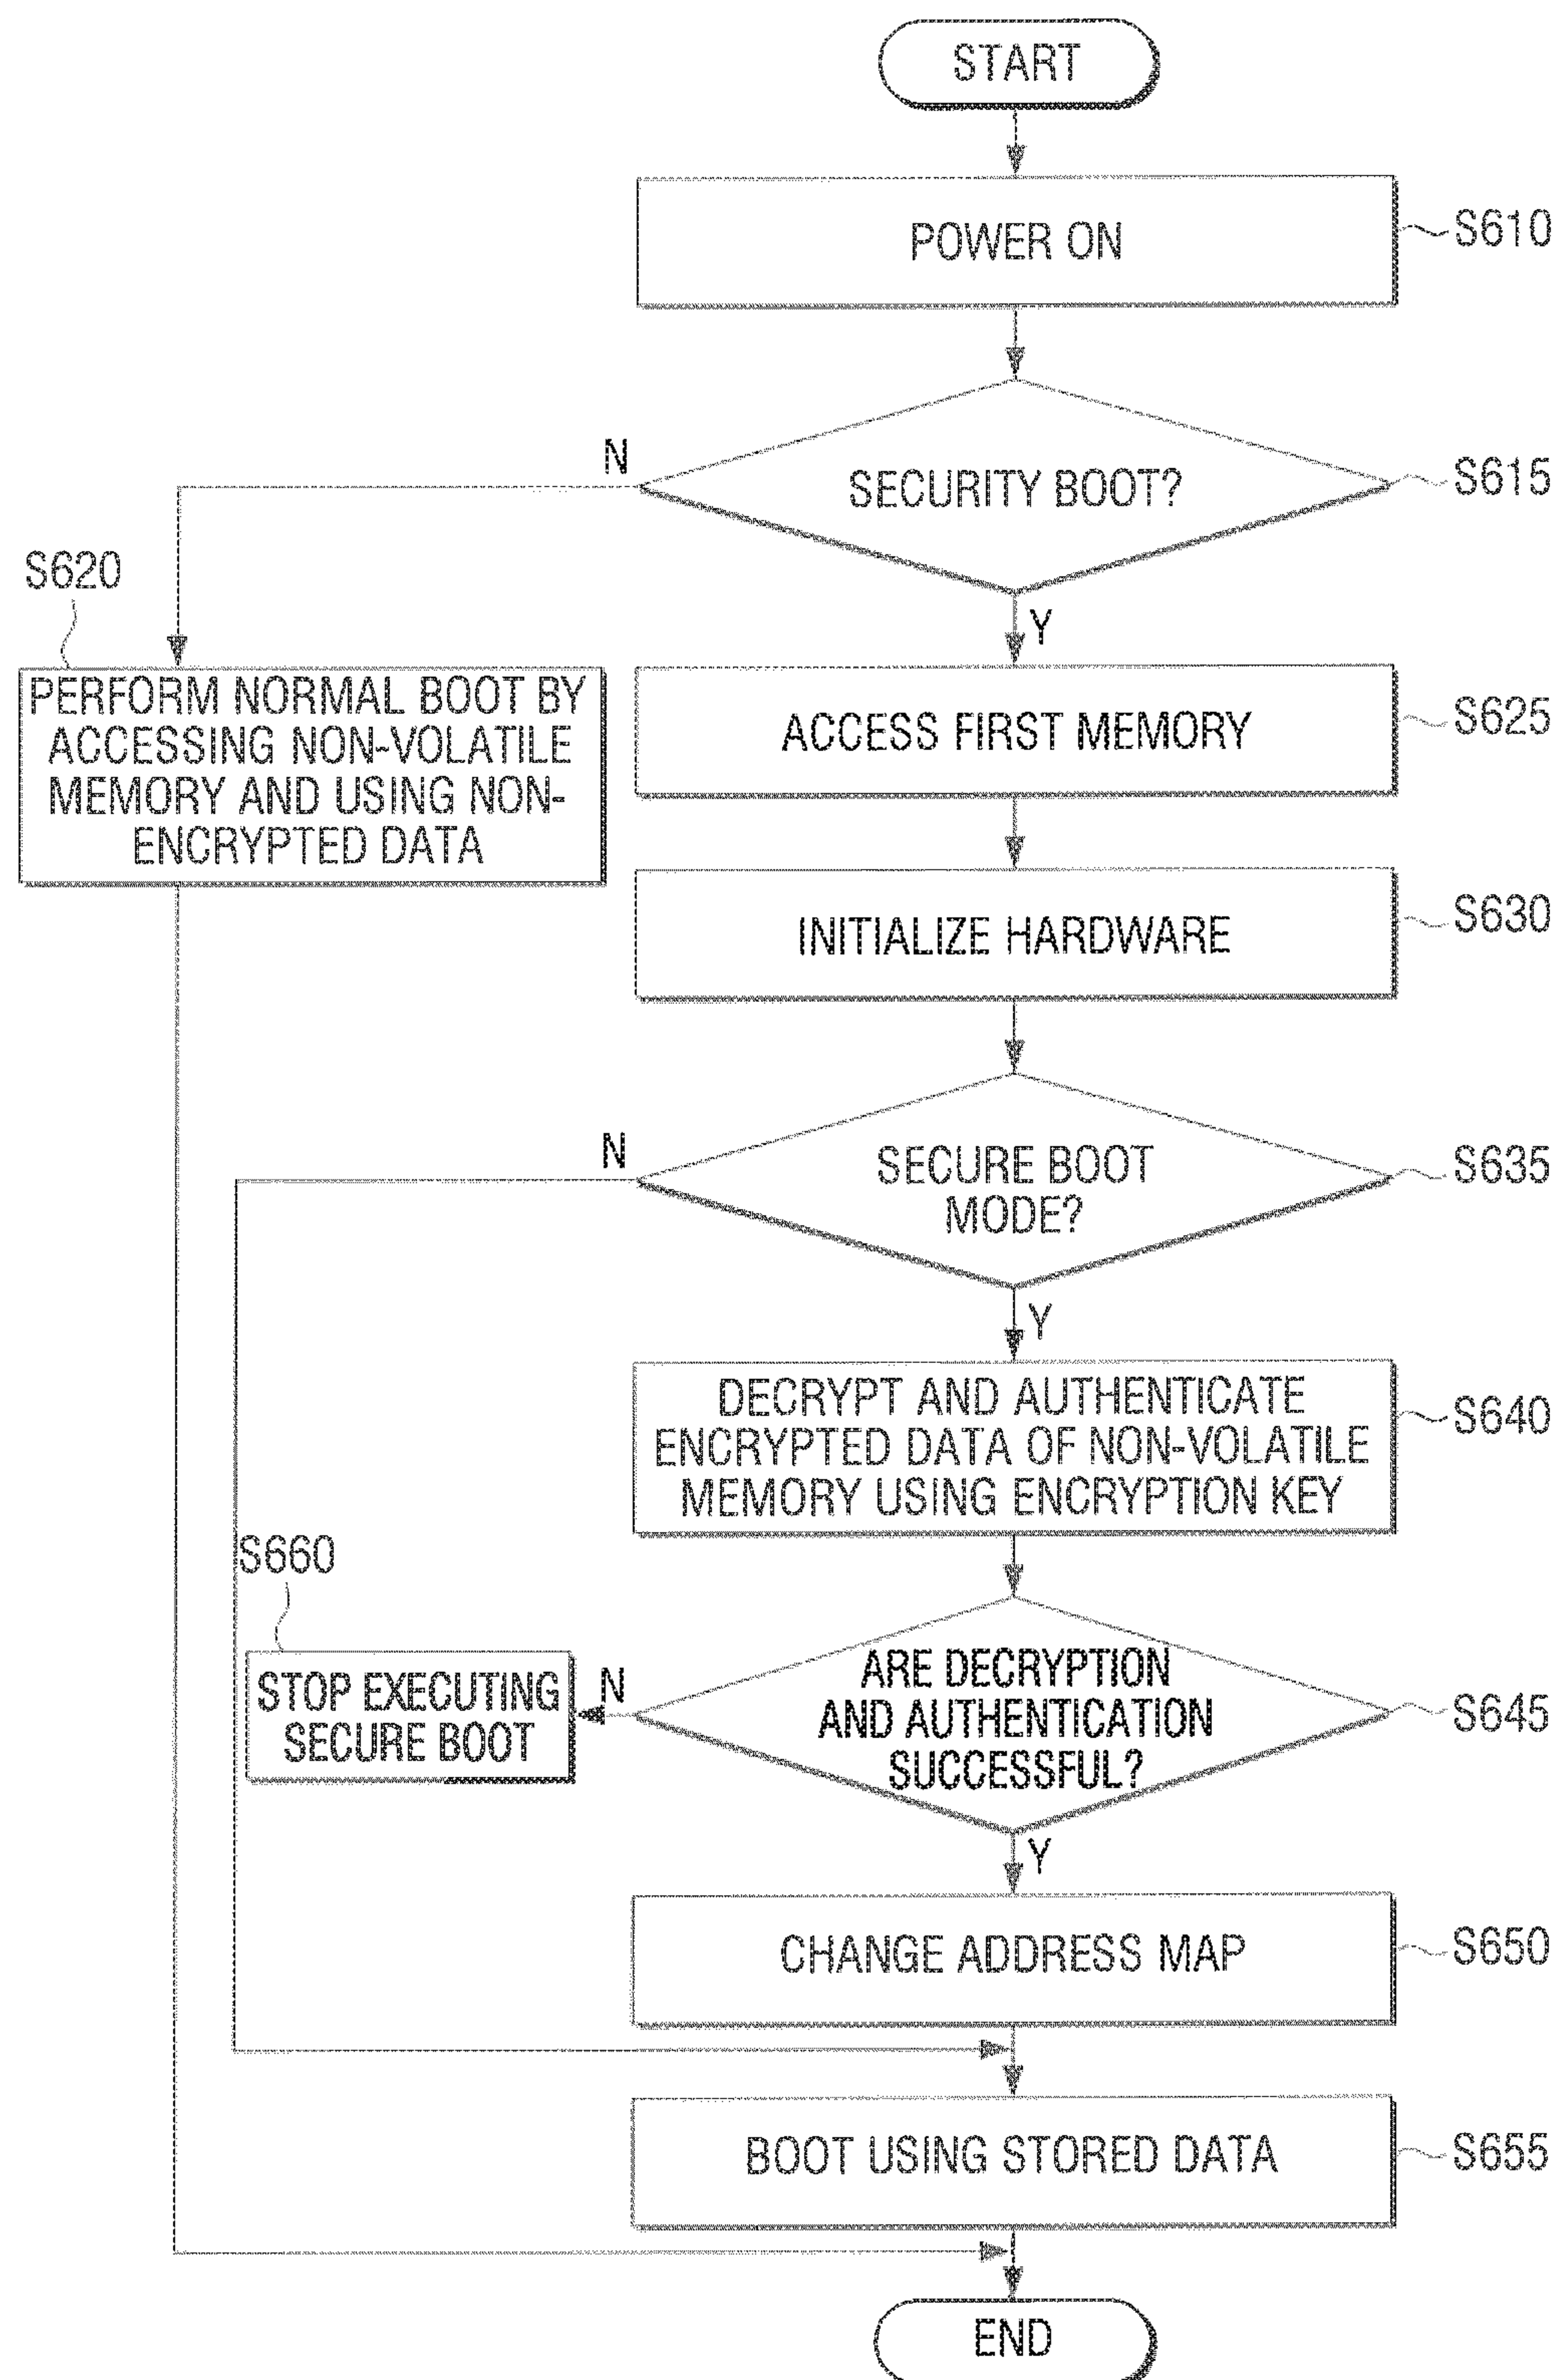 START
POWER ON
S610
N
SECURITY BOOT?
S615
S620
Y
PERFORM NORMAL BOOT BY
ACCESSING NON-VOLATILE
MEMORY AND USING NON-
ENCRYPTED DATA
ACCESS FIRST MEMORY
S625
INITIALIZE HARDWARE
S630
N
SECURE BOOT
MODE?
S635
Y
DECRYPT AND AUTHENTICATE
ENCRYPTED DATA OF NON-VOLATILE
MEMORY USING ENCRYPTION KEY
S640
S660
STOP EXECUTING
SECURE BOOT
N
ARE DECRYPTION
AND AUTHENTICATION
SUCCESSFUL?
S645
Y
CHANGE ADDRESS MAP
S650
BOOT USING STORED DATA
S655
END